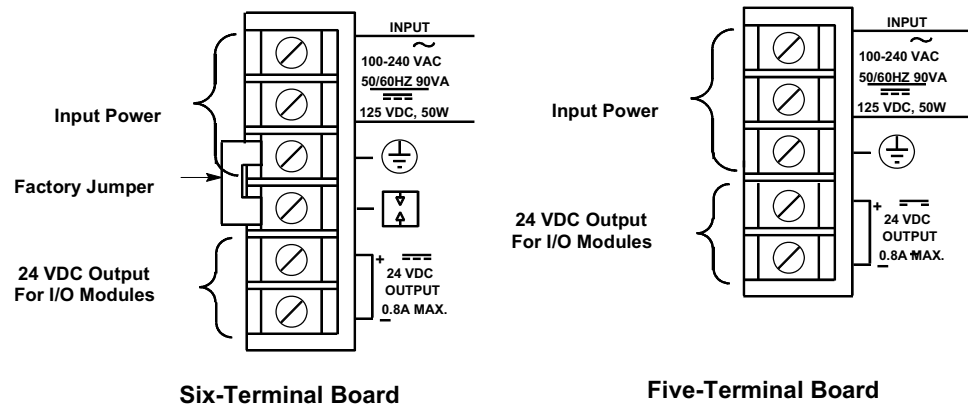 INPUT
100-240 VAC
50/60HZ 90VA
125 VDC, 50W
Input Power
Factory Jumper
24 VDC Output
For I/O Modules
+
24 VDC
OUTPUT
0.8A MAX.
–
Six-Terminal Board
INPUT
100-240 VAC
50/60HZ 90VA
125 VDC, 50W
Input Power
24 VDC Output
For I/O Modules
+
24 VDC
OUTPUT
0.8A MAX.
–
Five-Terminal Board